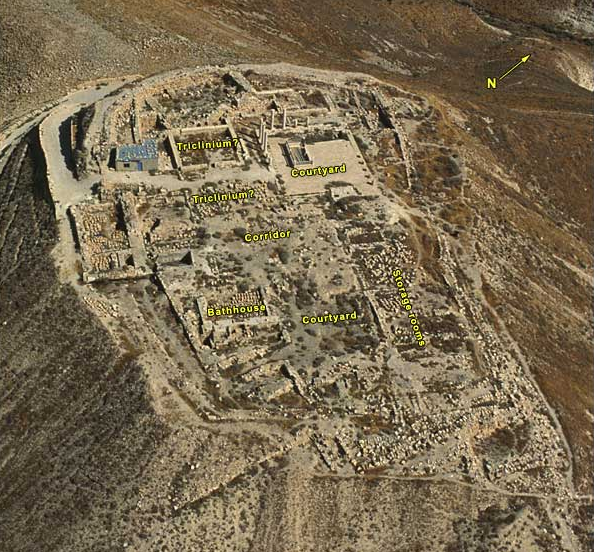 N
Triclinium?
Courtyard
Triclinium?
Corridor
Storage rooms
Bathhouse
Courtyard